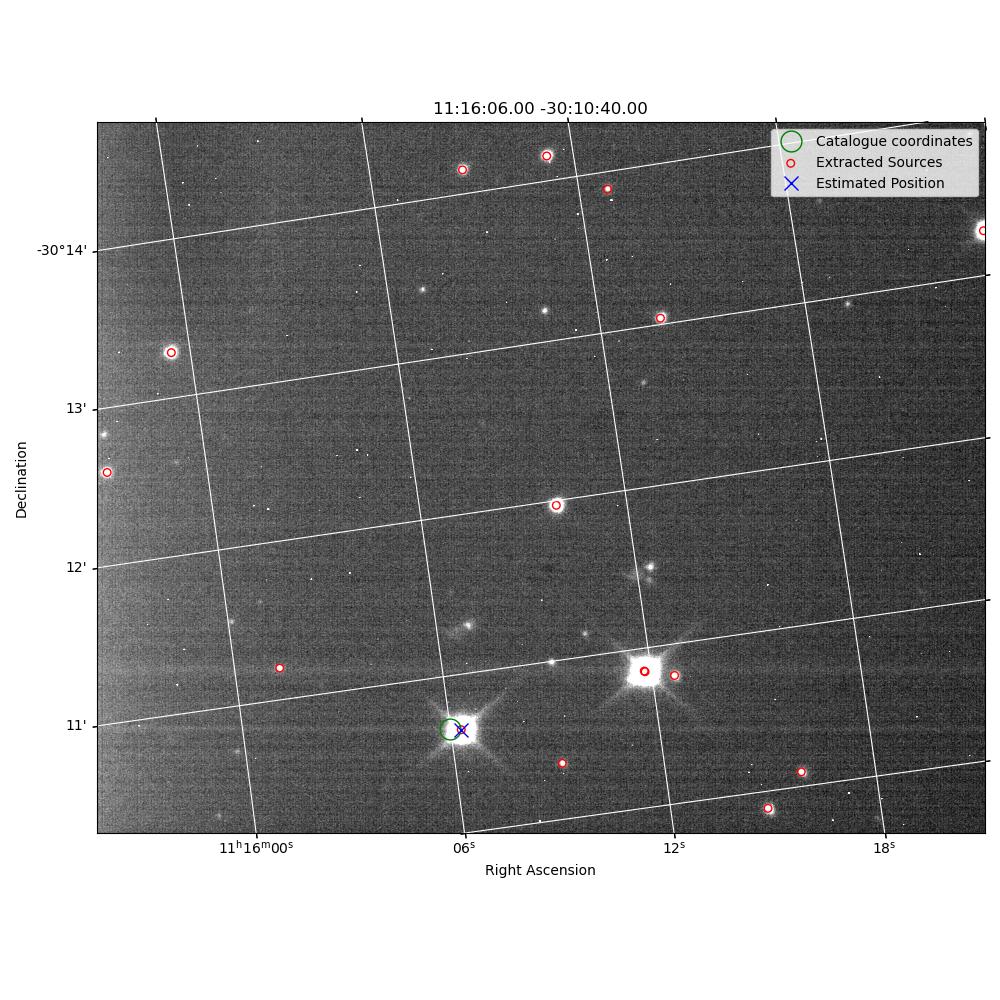 11:16:06.00 -30:10:40.00
Catalogue coordinates
Extracted Sources
Estimated Position
-30°14'
13'
12'
11'
Declination
11ʰ16ᵐ00ˢ
06ˢ
12ˢ
18ˢ
Right Ascension